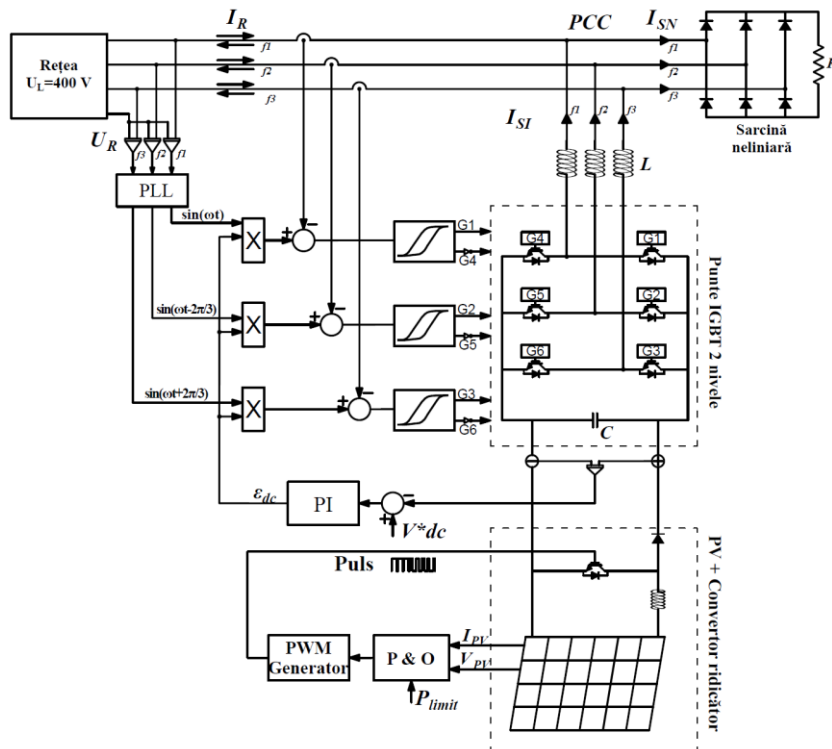 I_R
PCC
I_SN
f1
f1
f1
Rețea
U_L=400 V
f2
f2
f2
R
f3
f3
f3
Sarcină
neliniară
I_SI
f1
f2
f3
U_R
f3
f2
f1
L
PLL
sin(ωt)
X
+
−
G1
G4
G4
G1
sin(ωt-2π/3)
X
+
−
G2
G5
G5
G2
sin(ωt+2π/3)
X
+
−
G3
G6
G6
G3
Punte IGBT 2 nivele
C
ε_dc
PI
−
+
V*dc
Puls
PWM
Generator
P & O
I_PV
V_PV
P_limit
PV + Convertor ridicător